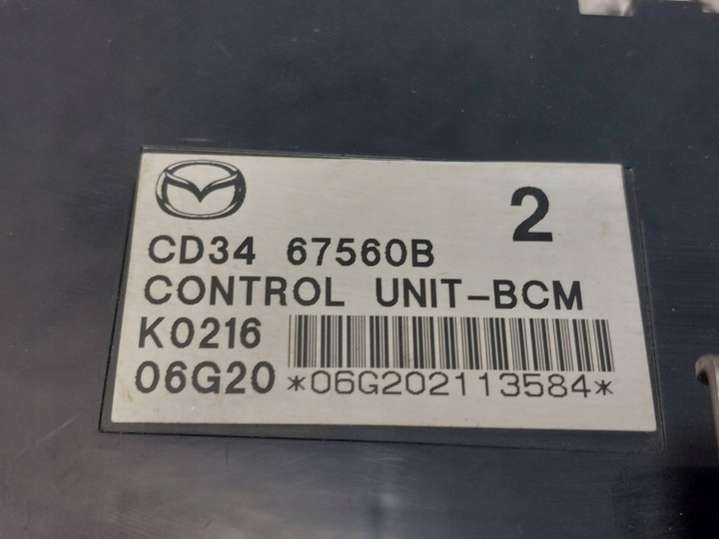 2
CD34 67560B
CONTROL UNIT-BCM
K0216
06G20 *06G202113584*